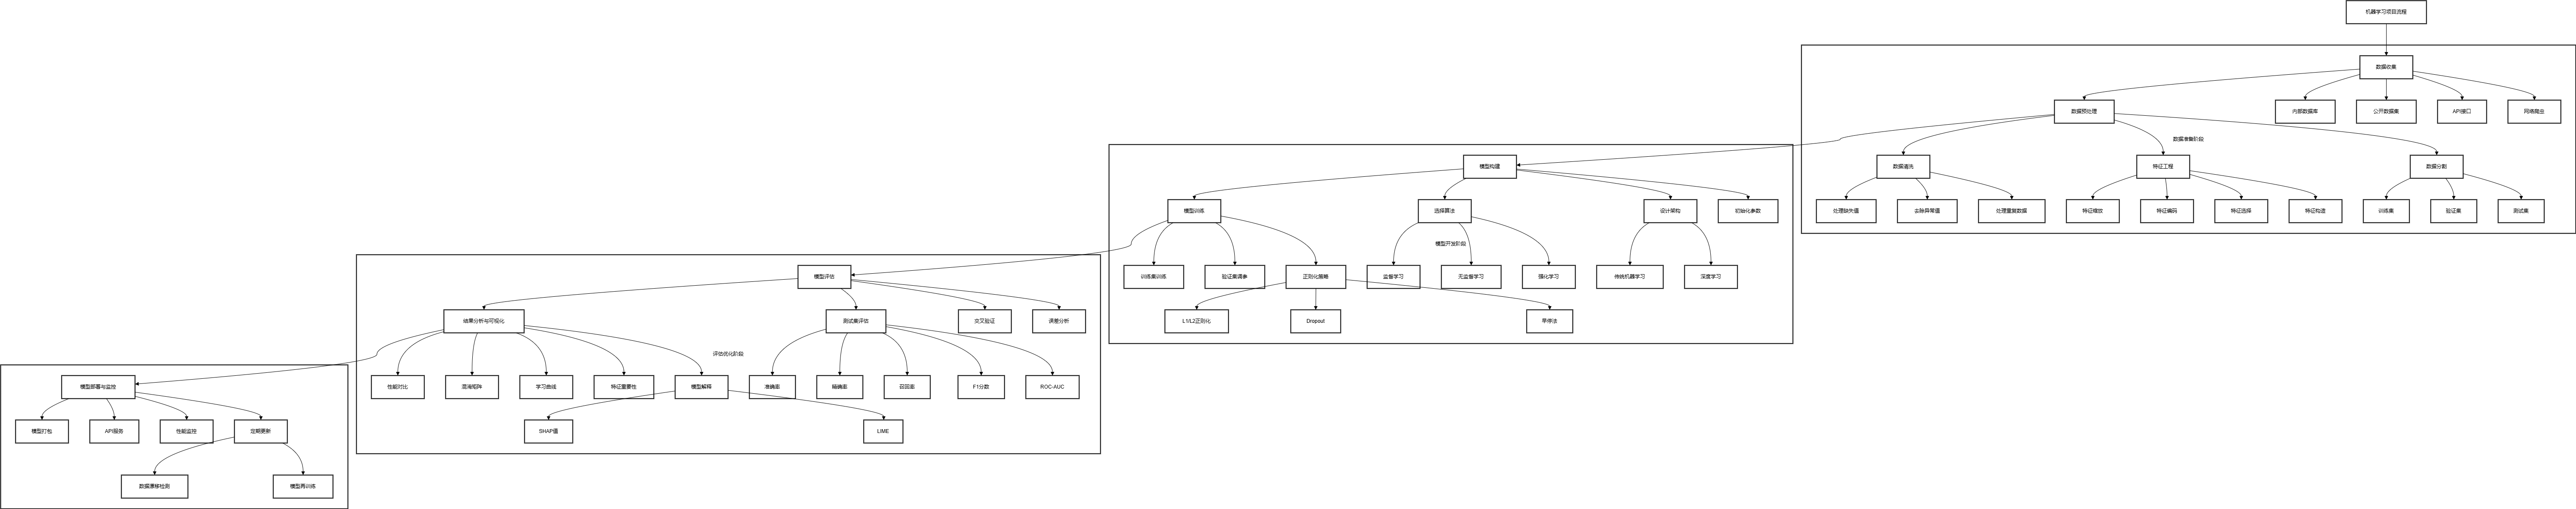 机器学习项目流程
数据收集
数据预处理
内部数据库
公开数据集
API接口
网络爬虫
数据准备阶段
数据清洗
特征工程
数据分割
处理缺失值
去除异常值
处理重复数据
特征缩放
特征编码
特征选择
特征构造
训练集
验证集
测试集
模型构建
模型训练
选择算法
设计架构
初始化参数
模型开发阶段
训练集训练
验证集调参
正则化策略
监督学习
无监督学习
强化学习
传统机器学习
深度学习
L1/L2正则化
Dropout
早停法
模型评估
结果分析与可视化
测试集评估
交叉验证
误差分析
评估优化阶段
性能对比
混淆矩阵
学习曲线
特征重要性
模型解释
准确率
精确率
召回率
F1分数
ROC-AUC
SHAP值
LIME
模型部署与监控
模型打包
API服务
性能监控
定期更新
数据漂移检测
模型再训练